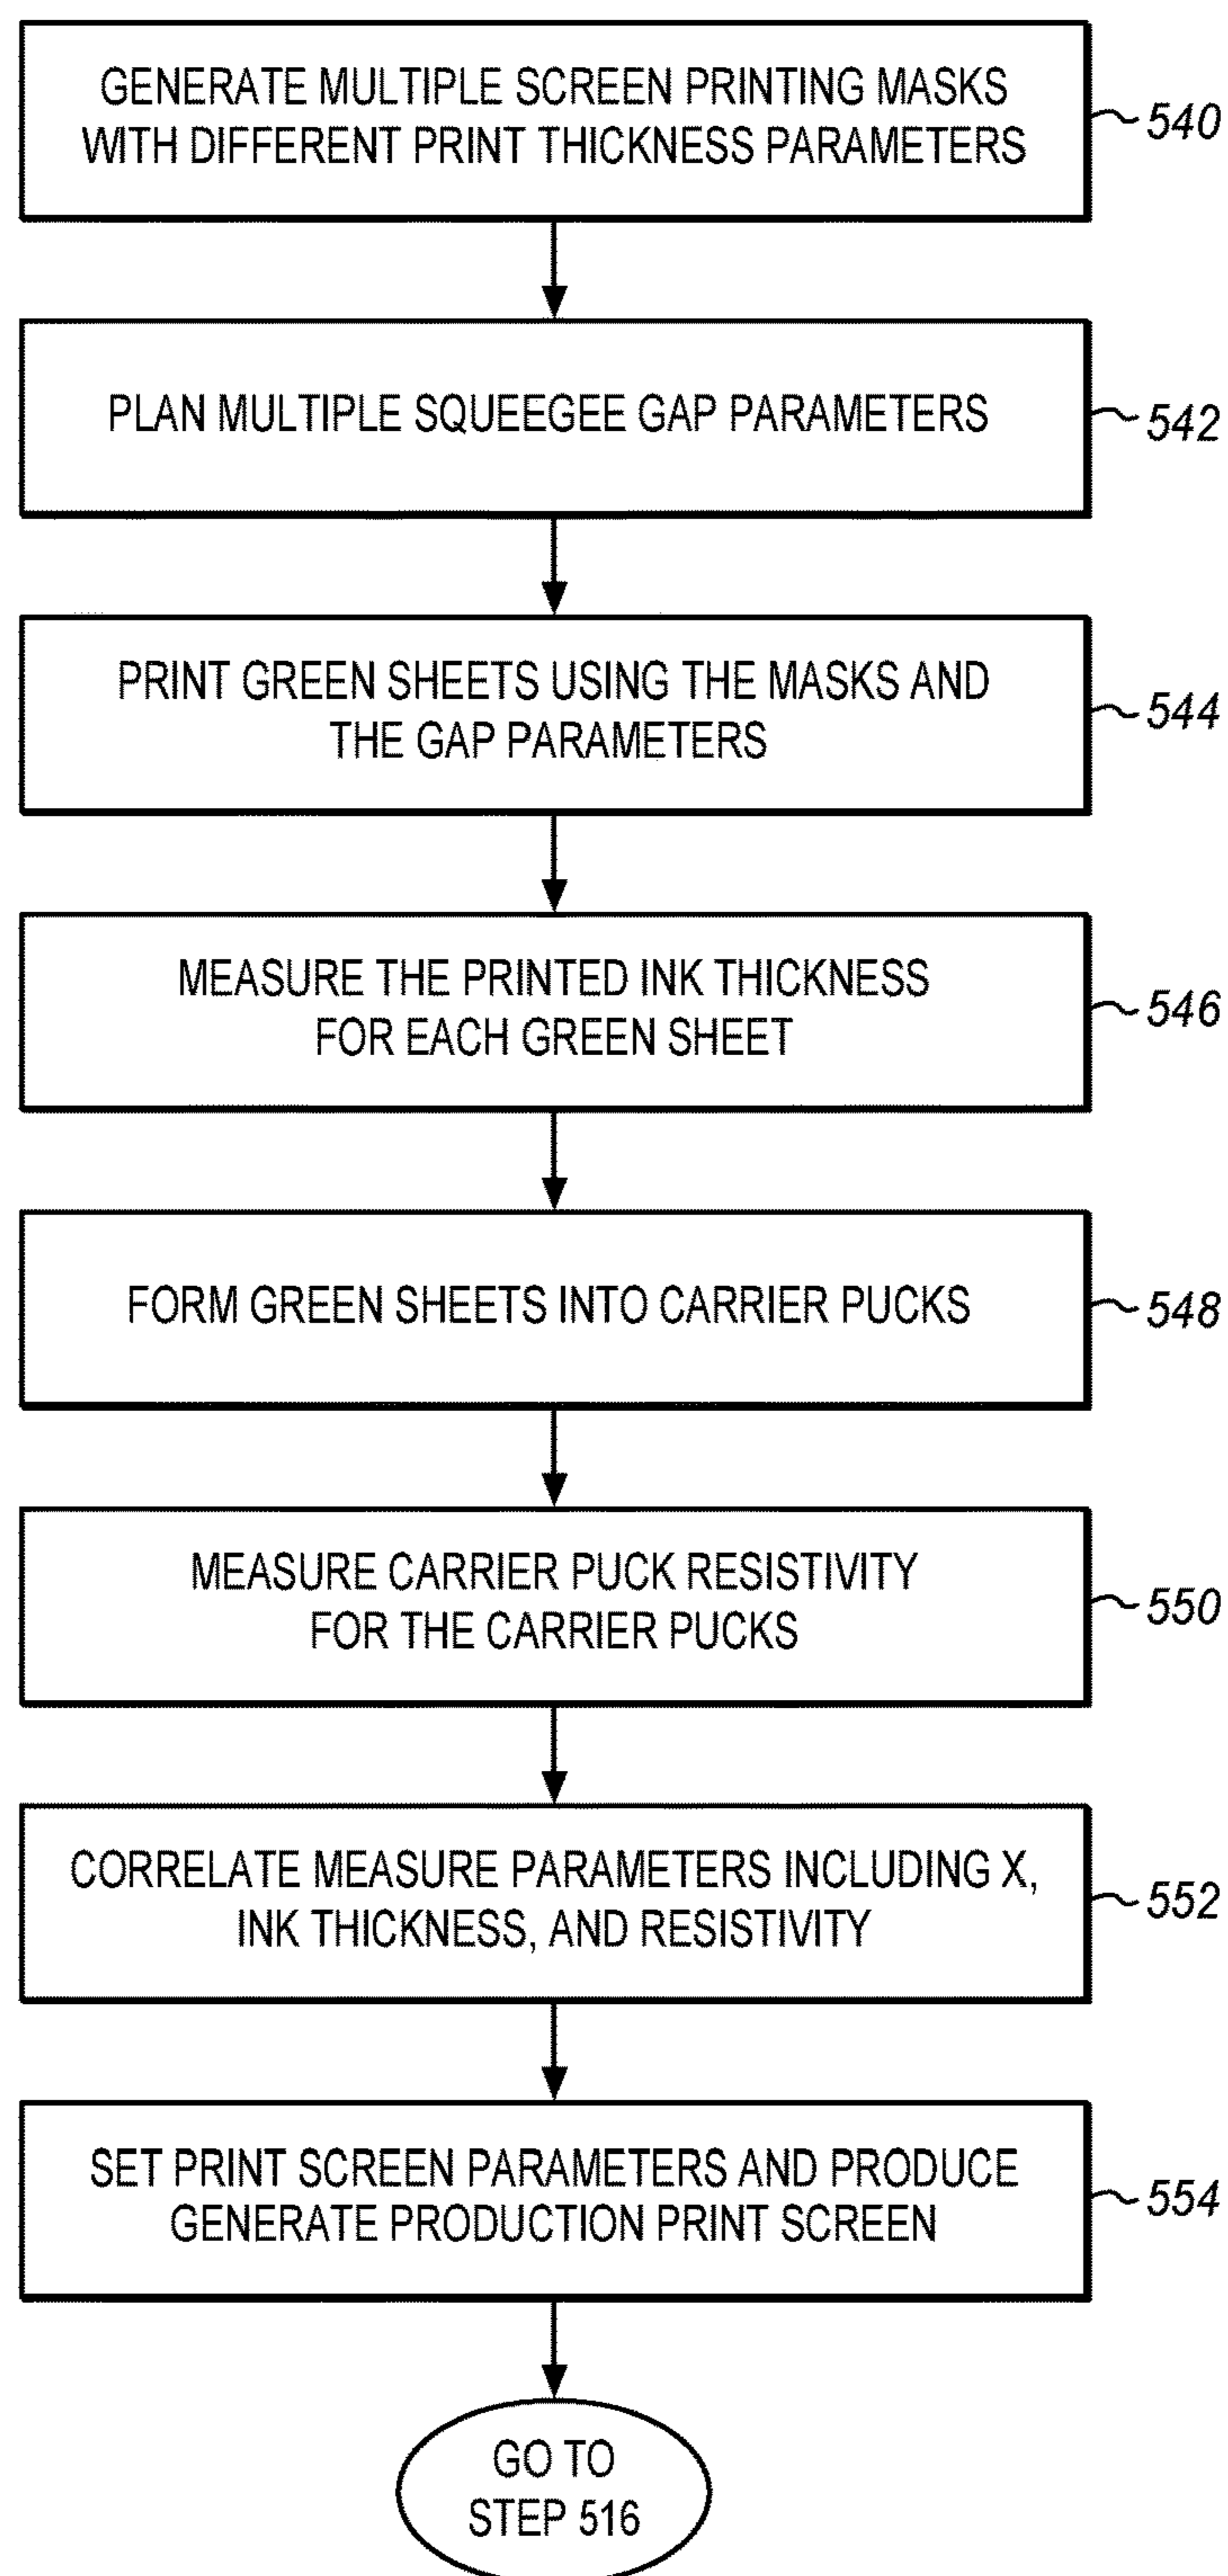 GENERATE MULTIPLE SCREEN PRINTING MASKS
WITH DIFFERENT PRINT THICKNESS PARAMETERS
540
PLAN MULTIPLE SQUEEGEE GAP PARAMETERS
542
PRINT GREEN SHEETS USING THE MASKS AND
THE GAP PARAMETERS
544
MEASURE THE PRINTED INK THICKNESS
FOR EACH GREEN SHEET
546
FORM GREEN SHEETS INTO CARRIER PUCKS
548
MEASURE CARRIER PUCK RESISTIVITY
FOR THE CARRIER PUCKS
550
CORRELATE MEASURE PARAMETERS INCLUDING X,
INK THICKNESS, AND RESISTIVITY
552
SET PRINT SCREEN PARAMETERS AND PRODUCE
GENERATE PRODUCTION PRINT SCREEN
554
GO TO
STEP 516